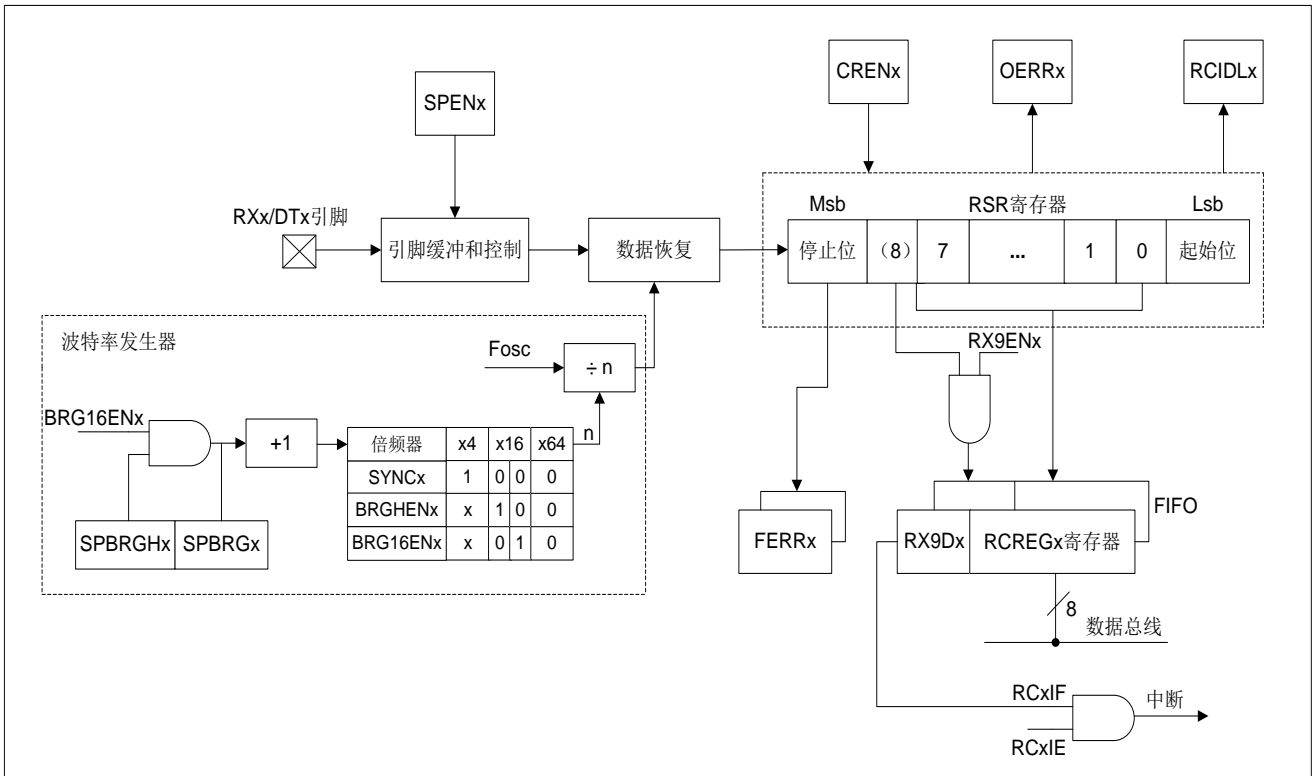 CRENx
OERRx
RCIDLx
SPENx
Msb
RSR寄存器
Lsb
RXx/DTx引脚
引脚缓冲和控制
数据恢复
停止位
（8）
7
...
1
0
起始位
波特率发生器
Fosc
÷ n
RX9ENx
BRG16ENx
+1
n
倍频器 x4 x16 x64
SYNCx 1 0 0 0
BRGHENx x 1 0 0
BRG16ENx x 0 1 0
SPBRGHx
SPBRGx
FERRx
RX9Dx
RCREGx寄存器
FIFO
8
数据总线
RCxIF
中断
RCxIE